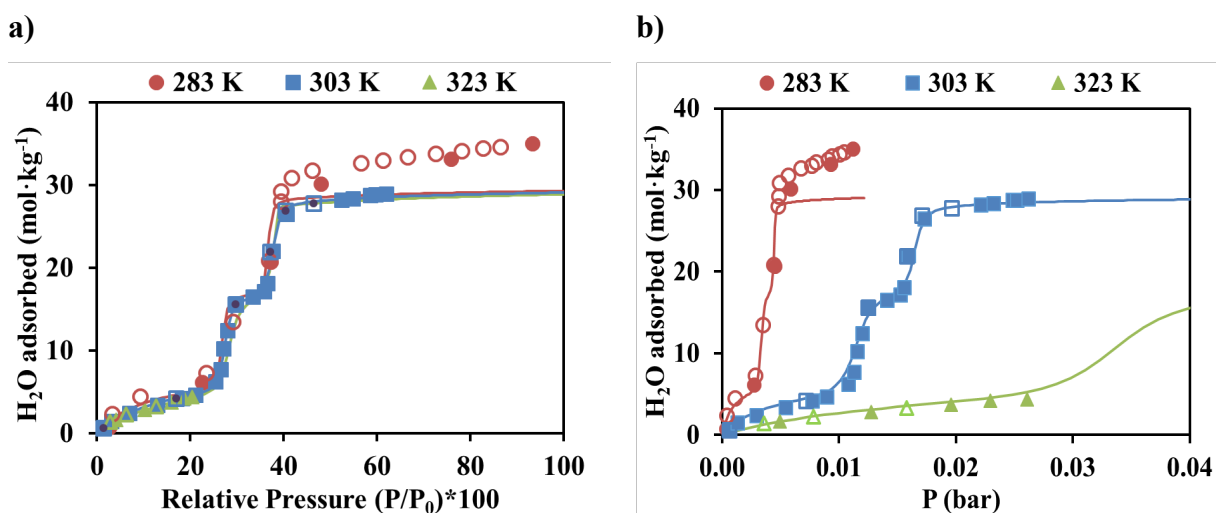 a)
283 K 303 K 323 K
H₂O adsorbed (mol·kg⁻¹)
40
30
20
10
0
0 20 40 60 80 100
Relative Pressure (P/P₀)*100
b)
283 K 303 K 323 K
H₂O adsorbed (mol·kg⁻¹)
40
30
20
10
0
0.00 0.01 0.02 0.03 0.04
P (bar)